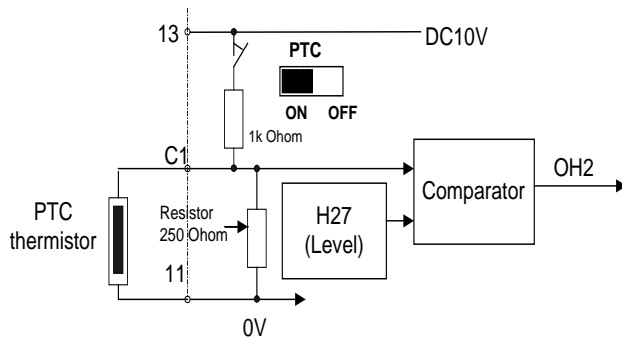 13
DC10V
PTC
ON OFF
1k Ohom
C1
Comparator
OH2
PTC
thermistor
Resistor
250 Ohom
H27
(Level)
11
0V